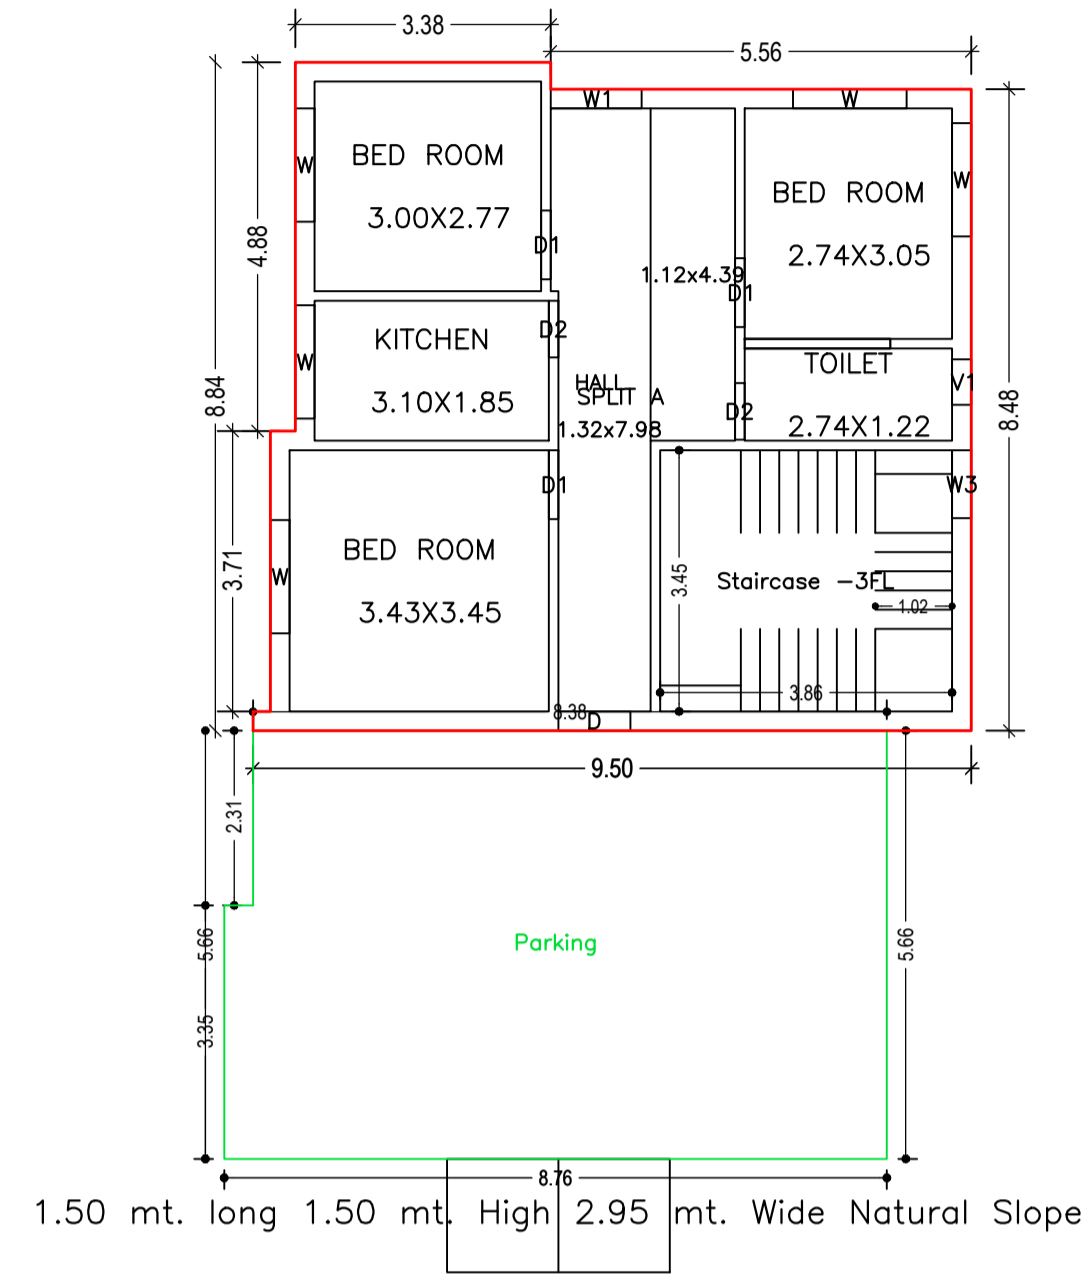 3.38
5.56
W1
W
BED ROOM
3.00X2.77
W
D1
BED ROOM
2.74X3.05
W
4.88
1.12x4.39
D1
KITCHEN
3.10X1.85
W
D2
HALL
SPLIT A
1.32x7.98
TOILET
2.74X1.22
V1
D2
8.84
8.48
D1
W3
BED ROOM
3.43X3.45
W
3.71
3.45
Staircase -3FL
1.02
3.86
8.38
D
9.50
2.31
5.66
3.35
Parking
5.66
8.76
1.50 mt. long 1.50 mt. High 2.95 mt. Wide Natural Slope